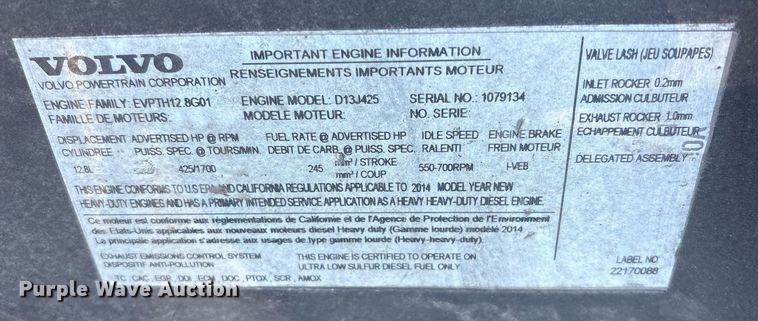 VOLVO
VOLVO POWERTRAIN CORPORATION
IMPORTANT ENGINE INFORMATION
RENSEIGNEMENTS IMPORTANTS MOTEUR
ENGINE FAMILY: EVPTH12.8G01 ENGINE MODEL: D13J425 SERIAL NO: 1079134
FAMILLE DE MOTEURS: MODELE MOTEUR: NO. SERIE:
DISPLACEMENT ADVERTISED HP @ RPM FUEL RATE @ ADVERTISED HP IDLE SPEED ENGINE BRAKE
CYLINDREE PUISS. SPEC. @ TOURS/MIN. DEBIT DE CARB. @ PUISS. SPEC. RALENTI FREIN MOTEUR
12.8L 425/1700 245 mm³ / STROKE 550-700RPM I-VEB
mm³ / COUP
THIS ENGINE CONFORMS TO U.S EPA AND CALIFORNIA REGULATIONS APPLICABLE TO 2014 MODEL YEAR NEW
HEAVY-DUTY ENGINES AND HAS A PRIMARY INTENDED SERVICE APPLICATION AS A HEAVY HEAVY-DUTY DIESEL ENGINE.
Ce moteur est conforme aux réglementations de Californie et de l'Agence de Protection de l'Environment
des Etats-Unis applicables aux nouveaux moteurs diesel Heavy duty (Gamme lourde) modèle 2014
La principale application s'adresse aux usages de type gamme lourde (Heavy-heavy-duty).
EXHAUST EMISSIONS CONTROL SYSTEM THIS ENGINE IS CERTIFIED TO OPERATE ON
DISPOSITIF ANTI-POLLUTION ULTRA LOW SULFUR DIESEL FUEL ONLY
TC, CAC, EGR, DDI, ECM, DOC, PTOX, SCR, AMOX
VALVE LASH (JEU SOUPAPES)
INLET ROCKER 0.2mm
ADMISSION CULBUTEUR
EXHAUST ROCKER 1.0mm
ECHAPPEMENT CULBUTEUR
DELEGATED ASSEMBLY
LABEL NO
22170088
Purple Wave Auction